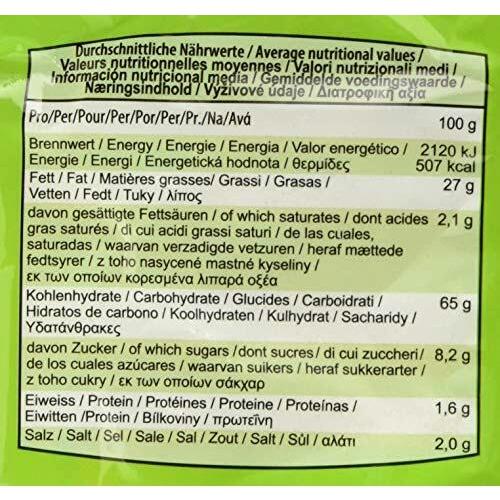 Durchschnittliche Nährwerte / Average nutritional values /
Valeurs nutritionnelles moyennes / Valori nutrizionali medi /
Información nutricional media / Gemiddelde voedingswaarde /
Næringsindhold / Vyživové údaje / Διατροφική αξία
Pro/Per/Pour/Per/Por/Per/Pr./Na/Ανά 100 g
Brennwert / Energy / Energie / Energia / Valor energético / 2120 kJ
Energie / Energi / Energetická hodnota / θερμίδες 507 kcal
Fett / Fat / Matières grasses/ Grassi / Grasas / 27 g
Vetten / Fedt / Tuky / λίπος
davon gesättigte Fettsäuren / of which saturates / dont acides 2,1 g
gras saturés / di cui acidi grassi saturi / de las cuales,
saturadas / waarvan verzadigde vetzuren / heraf mættede
fedtsyrer / z toho nasycené mastné kyseliny /
εκ των οποίων κορεσμένα λιπαρά οξέα
Kohlenhydrate / Carbohydrate / Glucides / Carboidrati / 65 g
Hidratos de carbono / Koolhydraten / Kulhydrat / Sacharidy /
Υδατάνθρακες
davon Zucker / of which sugars /dont sucres/ di cui zuccheri/ 8,2 g
de los cuales azúcares / waarvan suikers / heraf sukkerarter /
z toho cukry / εκ των οποίων σάκχαρ
Eiweiss / Protein / Protéines / Proteine / Proteínas / 1,6 g
Eiwitten /Protein / Bílkoviny / πρωτεΐνη
Salz / Salt / Sel / Sale / Sal / Zout / Salt / Sůl / αλάτι 2,0 g